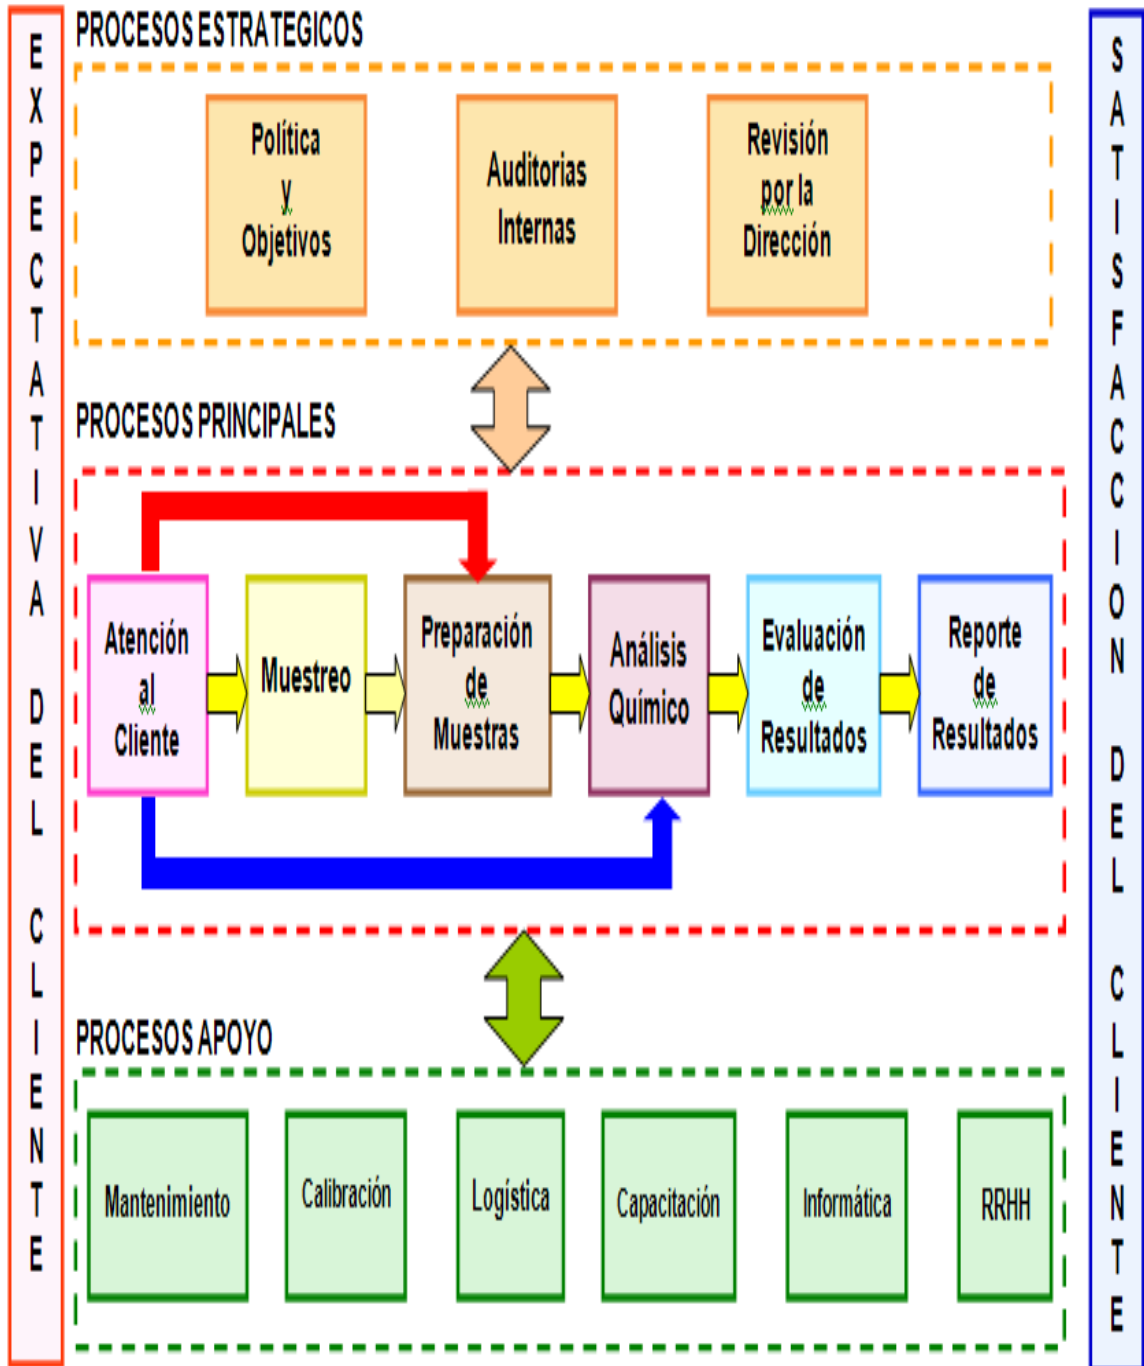 EXPECTATIVA DEL CLIENTE
PROCESOS ESTRATEGICOS
Política
y
Objetivos
Auditorias
Internas
Revisión
por la
Dirección
PROCESOS PRINCIPALES
Atención
al
Cliente
Muestreo
Preparación
de
Muestras
Análisis
Químico
Evaluación
de
Resultados
Reporte
de
Resultados
PROCESOS APOYO
Mantenimiento
Calibración
Logística
Capacitación
Informática
RRHH
SATISFACCION DEL CLIENTE